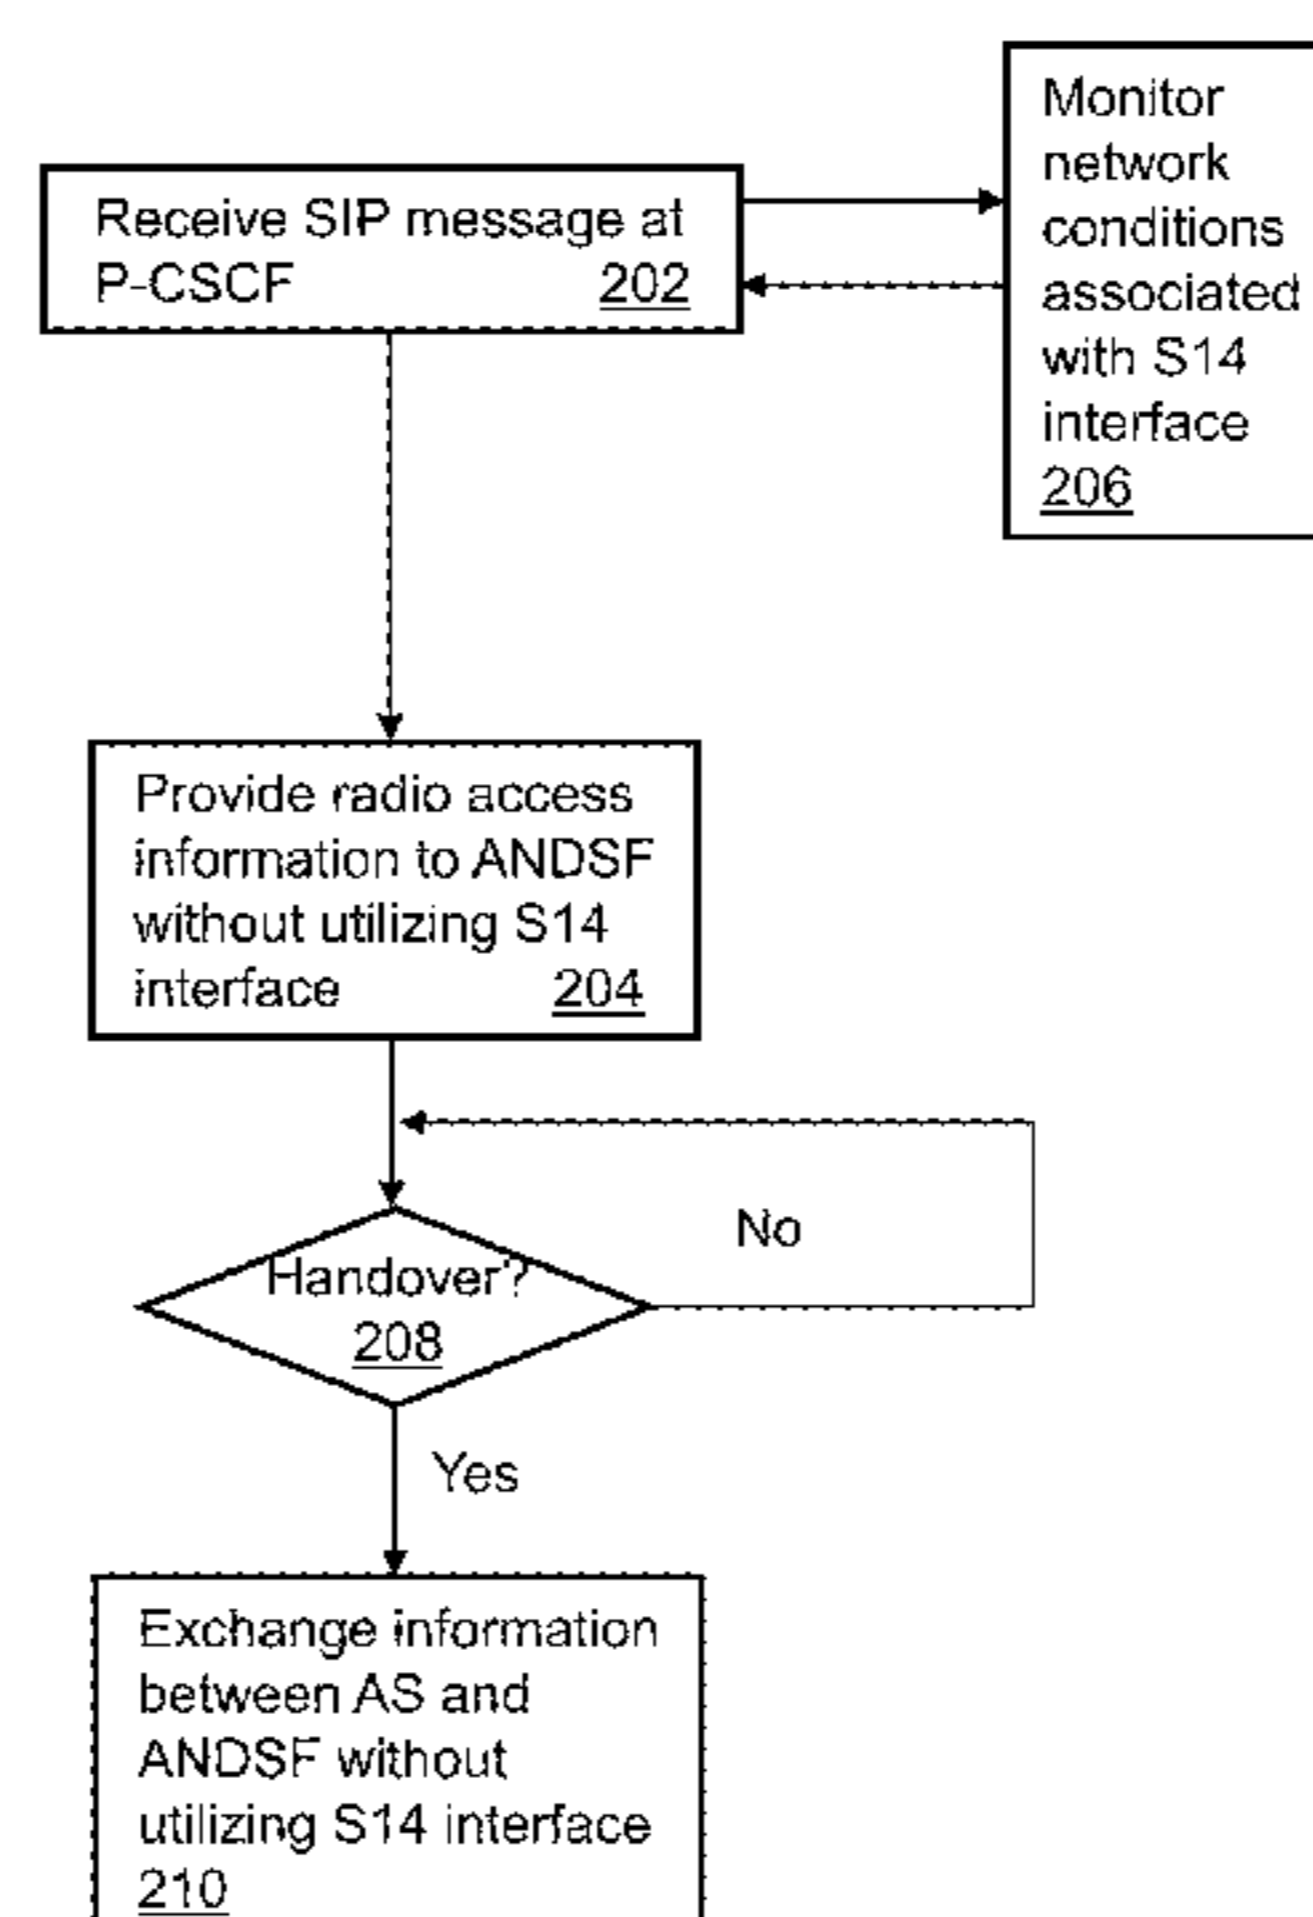 Receive SIP message at
P-CSCF 202
Monitor
network
conditions
associated
with S14
interface
206
Provide radio access
information to ANDSF
without utilizing S14
interface 204
No
Handover?
208
Yes
Exchange information
between AS and
ANDSF without
utilizing S14 interface
210